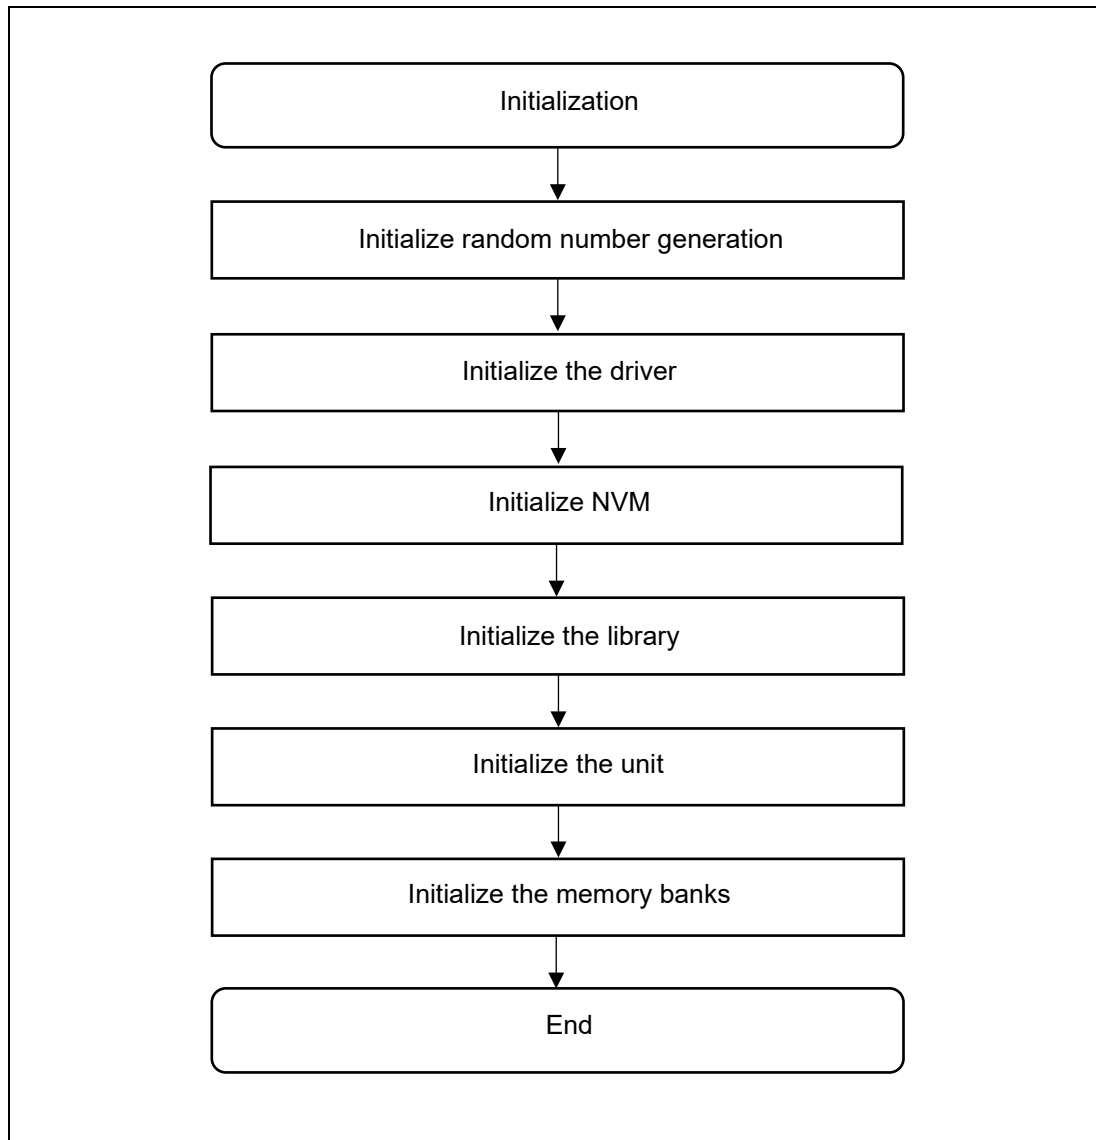 Initialization
Initialize random number generation
Initialize the driver
Initialize NVM
Initialize the library
Initialize the unit
Initialize the memory banks
End